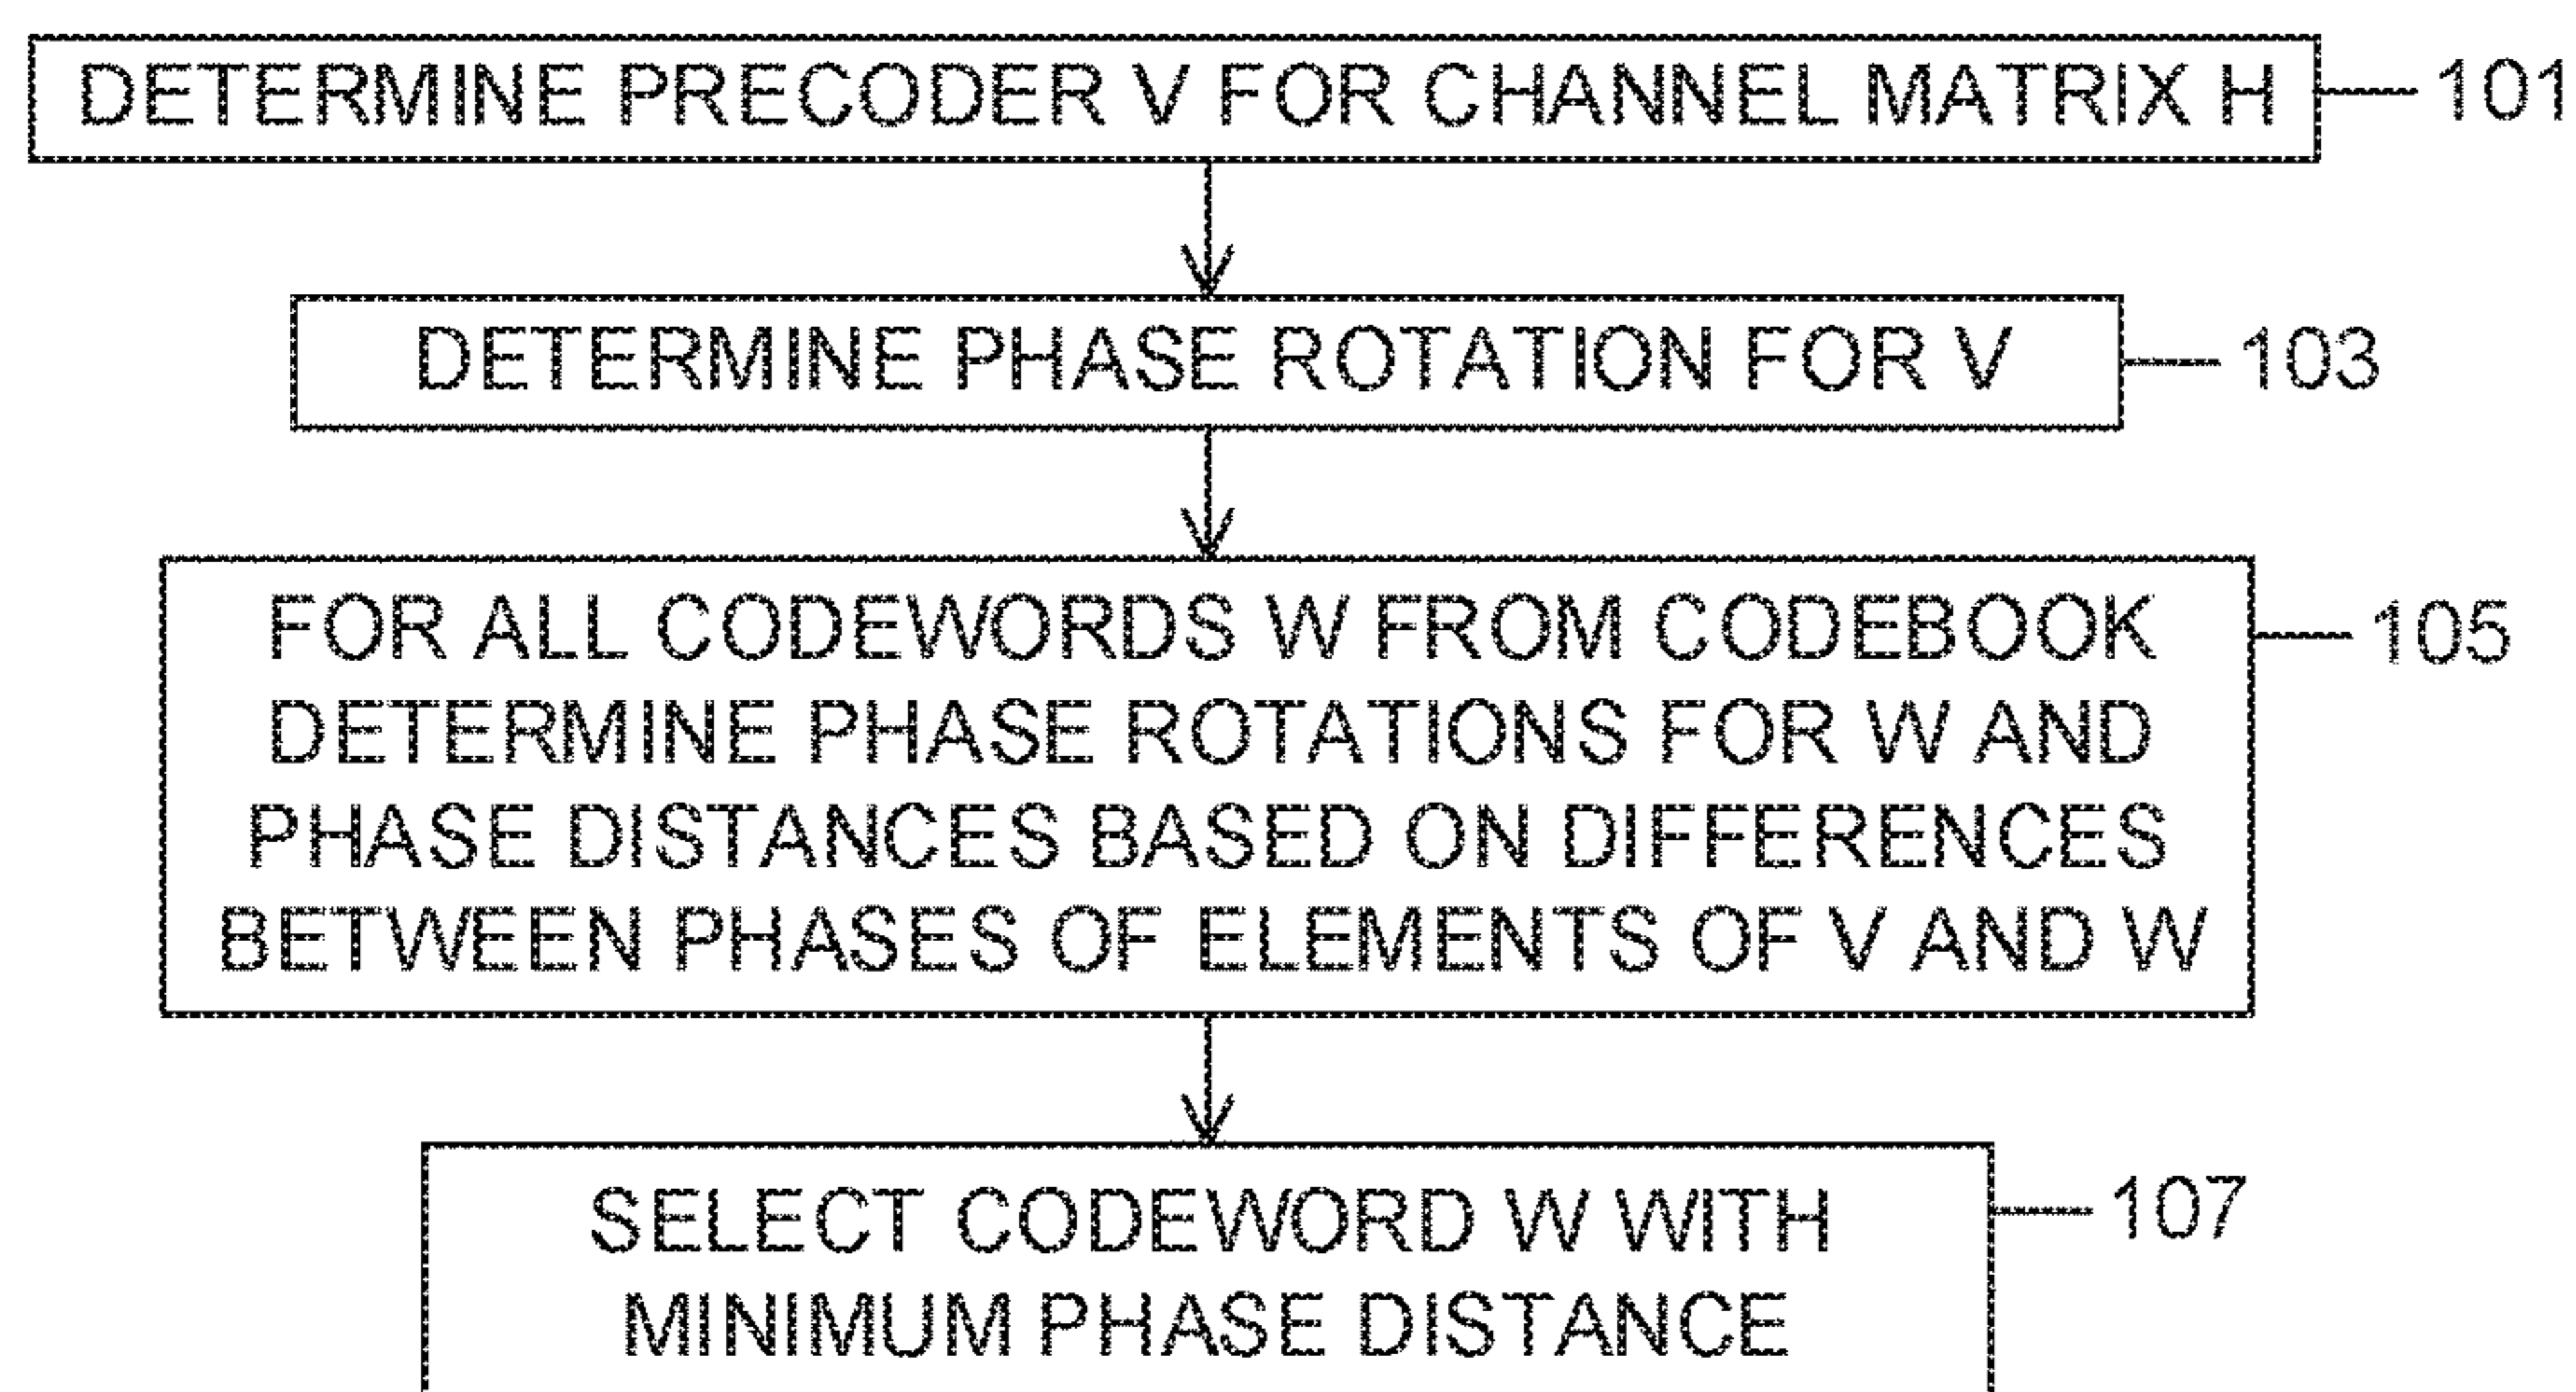 DETERMINE PRECODER V FOR CHANNEL MATRIX H
101
DETERMINE PHASE ROTATION FOR V
103
FOR ALL CODEWORDS W FROM CODEBOOK
105
DETERMINE PHASE ROTATIONS FOR W AND
PHASE DISTANCES BASED ON DIFFERENCES
BETWEEN PHASES OF ELEMENTS OF V AND W
SELECT CODEWORD W WITH
107
MINIMUM PHASE DISTANCE